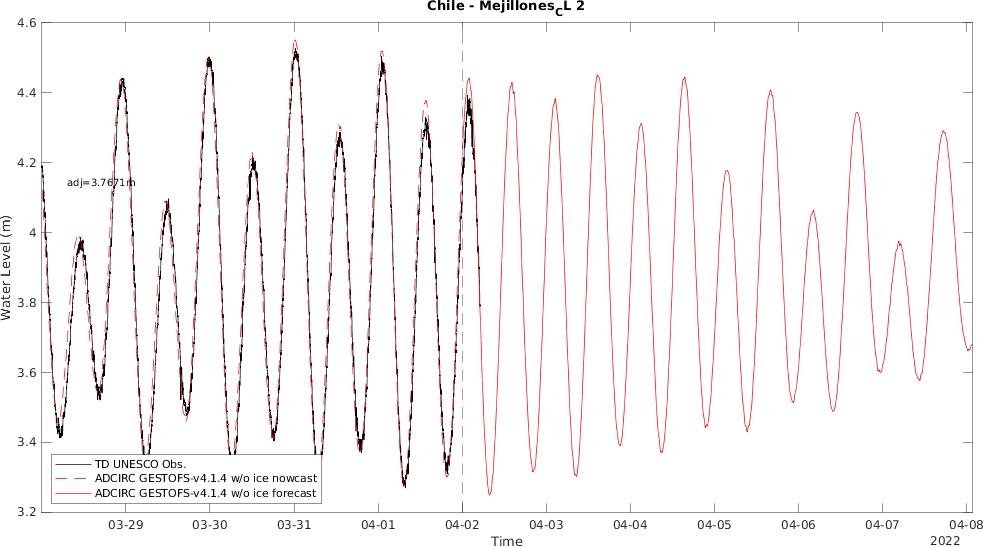 Chile - Mejillones_CL 2
4.6
4.4
4.2
4
3.8
3.6
3.4
3.2
Water Level (m)
adj=3.7671m
TD UNESCO Obs.
ADCIRC GESTOFS-v4.1.4 w/o ice nowcast
ADCIRC GESTOFS-v4.1.4 w/o ice forecast
03-29 03-30 03-31 04-01 04-02 04-03 04-04 04-05 04-06 04-07 04-08
Time
2022